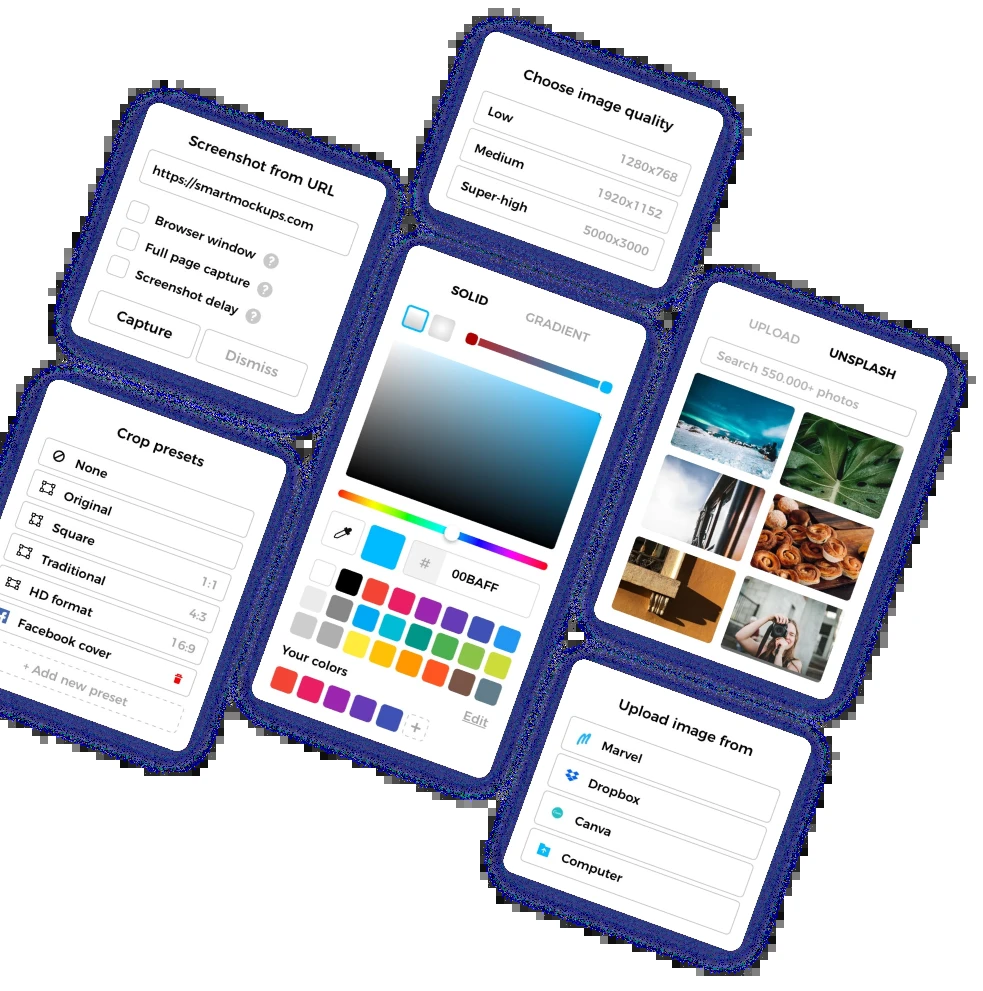 Choose image quality
Low
1280x768
Medium
1920x1152
Super-high
5000x3000
Screenshot from URL
https://smartmockups.com
Browser window ?
Full page capture ?
Screenshot delay ?
Capture
Dismiss
SOLID
GRADIENT
# 00BAFF
Your colors
+
Edit
UPLOAD
UNSPLASH
Search 550.000+ photos
Crop presets
None
Original
Square
1:1
Traditional
4:3
HD format
16:9
Facebook cover
+ Add new preset
Upload image from
Marvel
Dropbox
Canva
Computer